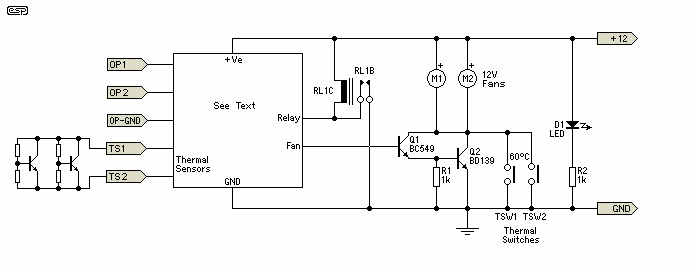 esp
+12
+Ve
OP1
+
+
RL1B
M1
M2
12V
Fans
OP2
RL1C
See Text
OP-GND
Relay
D1
LED
Q1
BC549
TS1
Fan
Q2
BD139
60ºC
Thermal
Sensors
R1
1k
R2
1k
TS2
GND
GND
TSW1 TSW2
Thermal
Switches